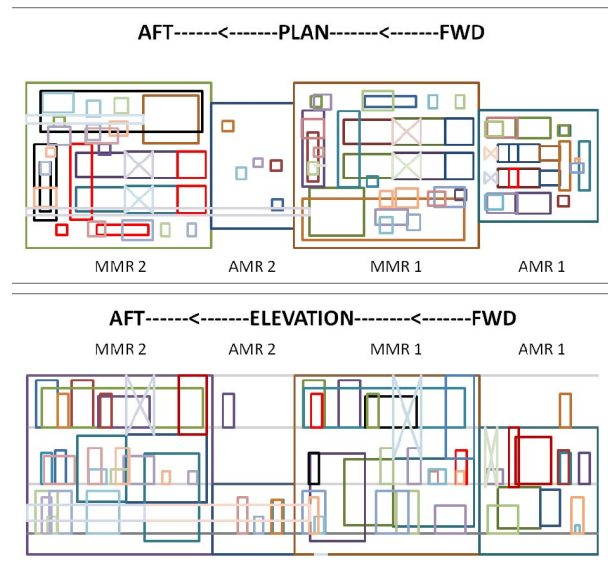 AFT------<-------PLAN-------<-------FWD
MMR 2 AMR 2 MMR 1 AMR 1
AFT------<-------ELEVATION--------<-------FWD
MMR 2 AMR 2 MMR 1 AMR 1